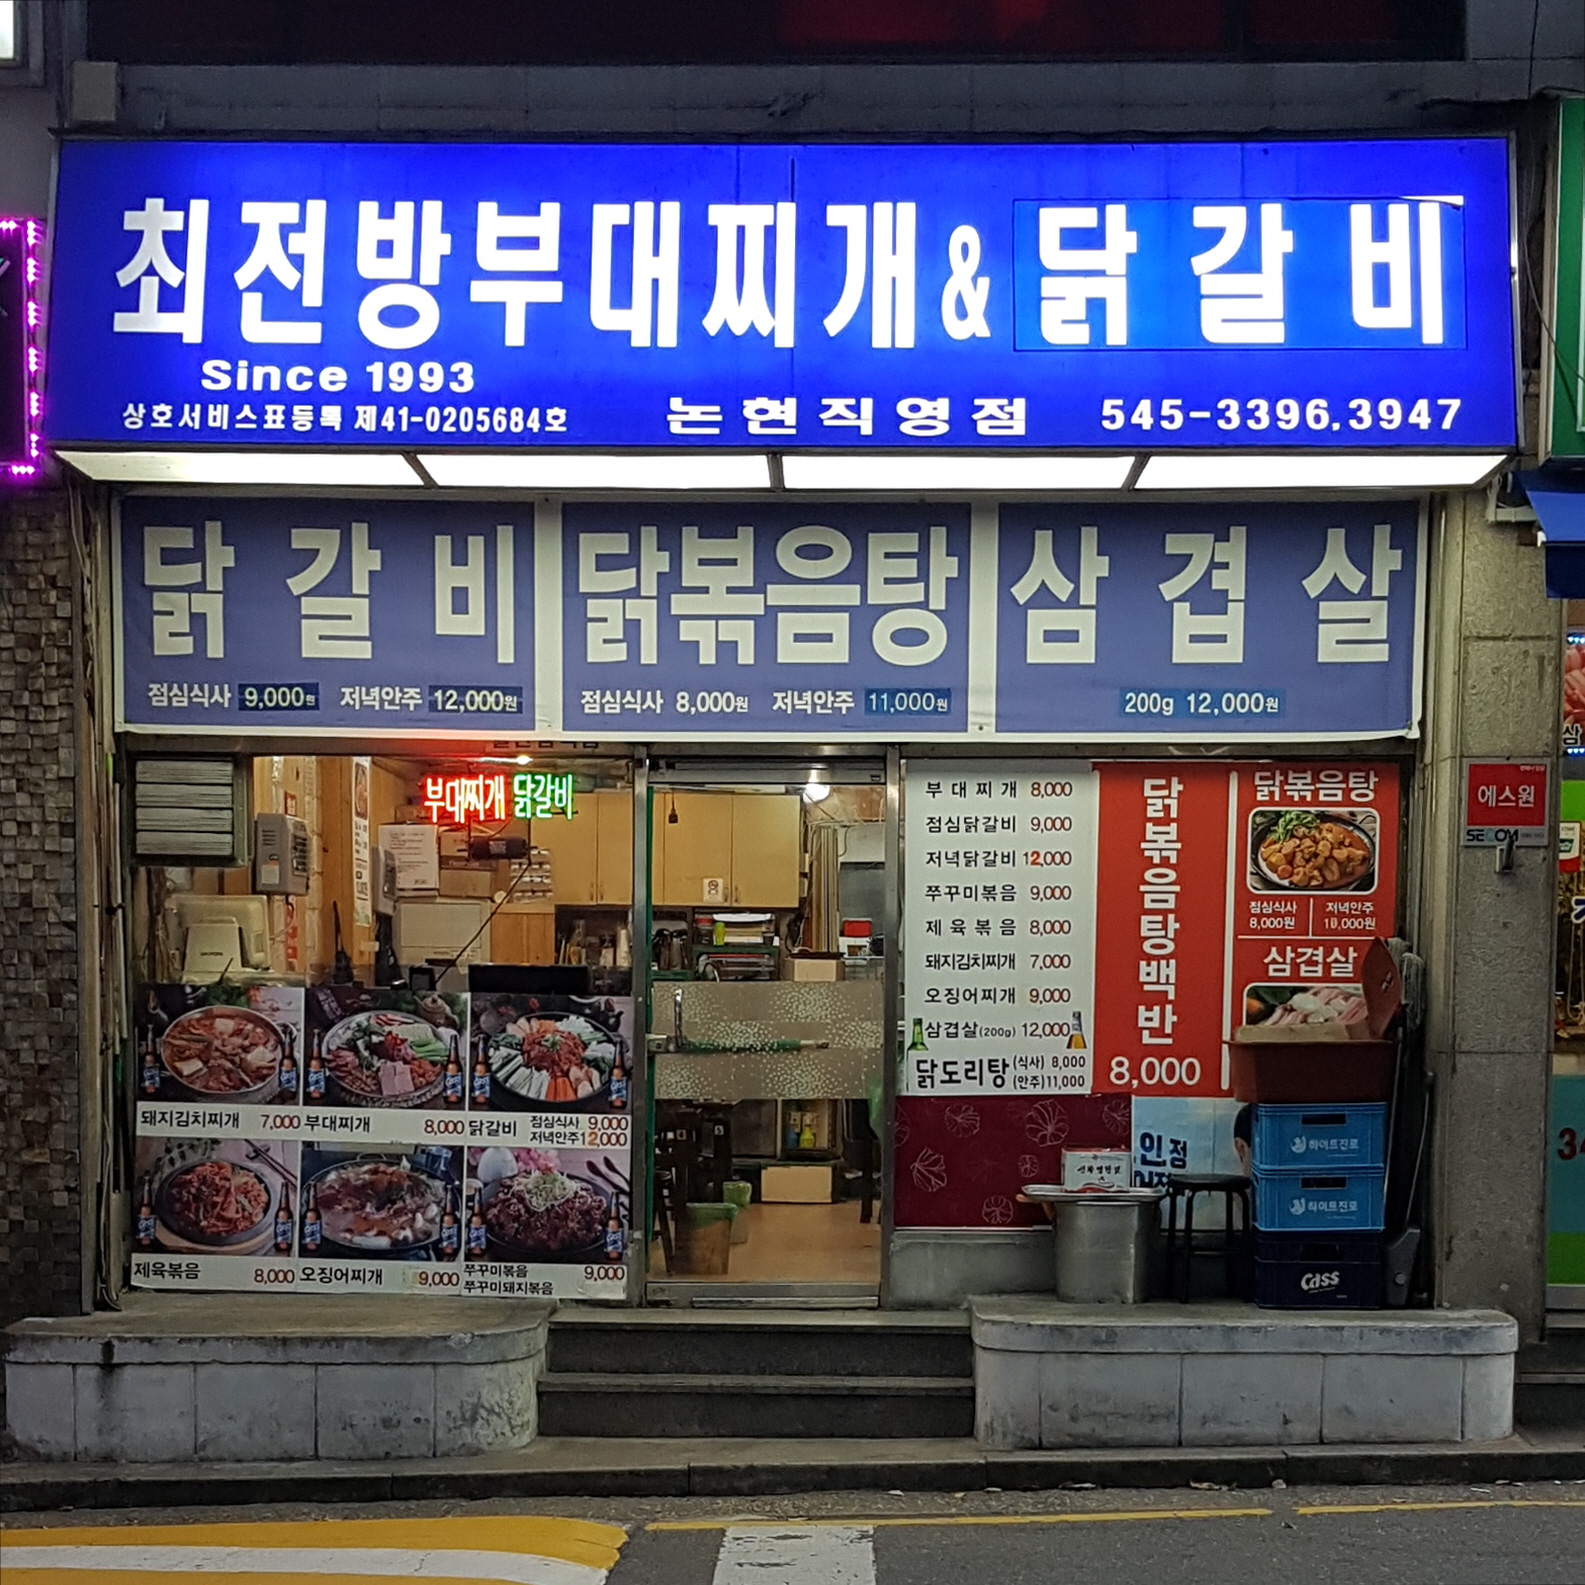 최전방부대찌개&닭갈비
Since 1993
상호서비스표등록 제41-0205684호
논현직영점
545-3396.3947
닭갈비
점심식사 9,000원 저녁안주 12,000원
닭볶음탕
점심식사 8,000원 저녁안주 11,000원
삼겹살
200g 12,000원
부대찌개 닭갈비
부대찌개 8,000
점심닭갈비 9,000
저녁닭갈비 12,000
쭈꾸미볶음 9,000
제육볶음 8,000
돼지김치찌개 7,000
오징어찌개 9,000
삼겹살(200g) 12,000
닭도리탕 (식사) 8,000
(안주) 11,000
닭볶음탕백반
8,000
닭볶음탕
점심식사 8,000원
저녁안주 10,000원
삼겹살
에스원
SECOM
돼지김치찌개 7,000
부대찌개 8,000
닭갈비 점심식사 9,000
저녁안주 12,000
제육볶음 8,000
오징어찌개 9,000
쭈꾸미볶음 9,000
쭈꾸미돼지볶음
인정
하이트진로
하이트진로
Cass